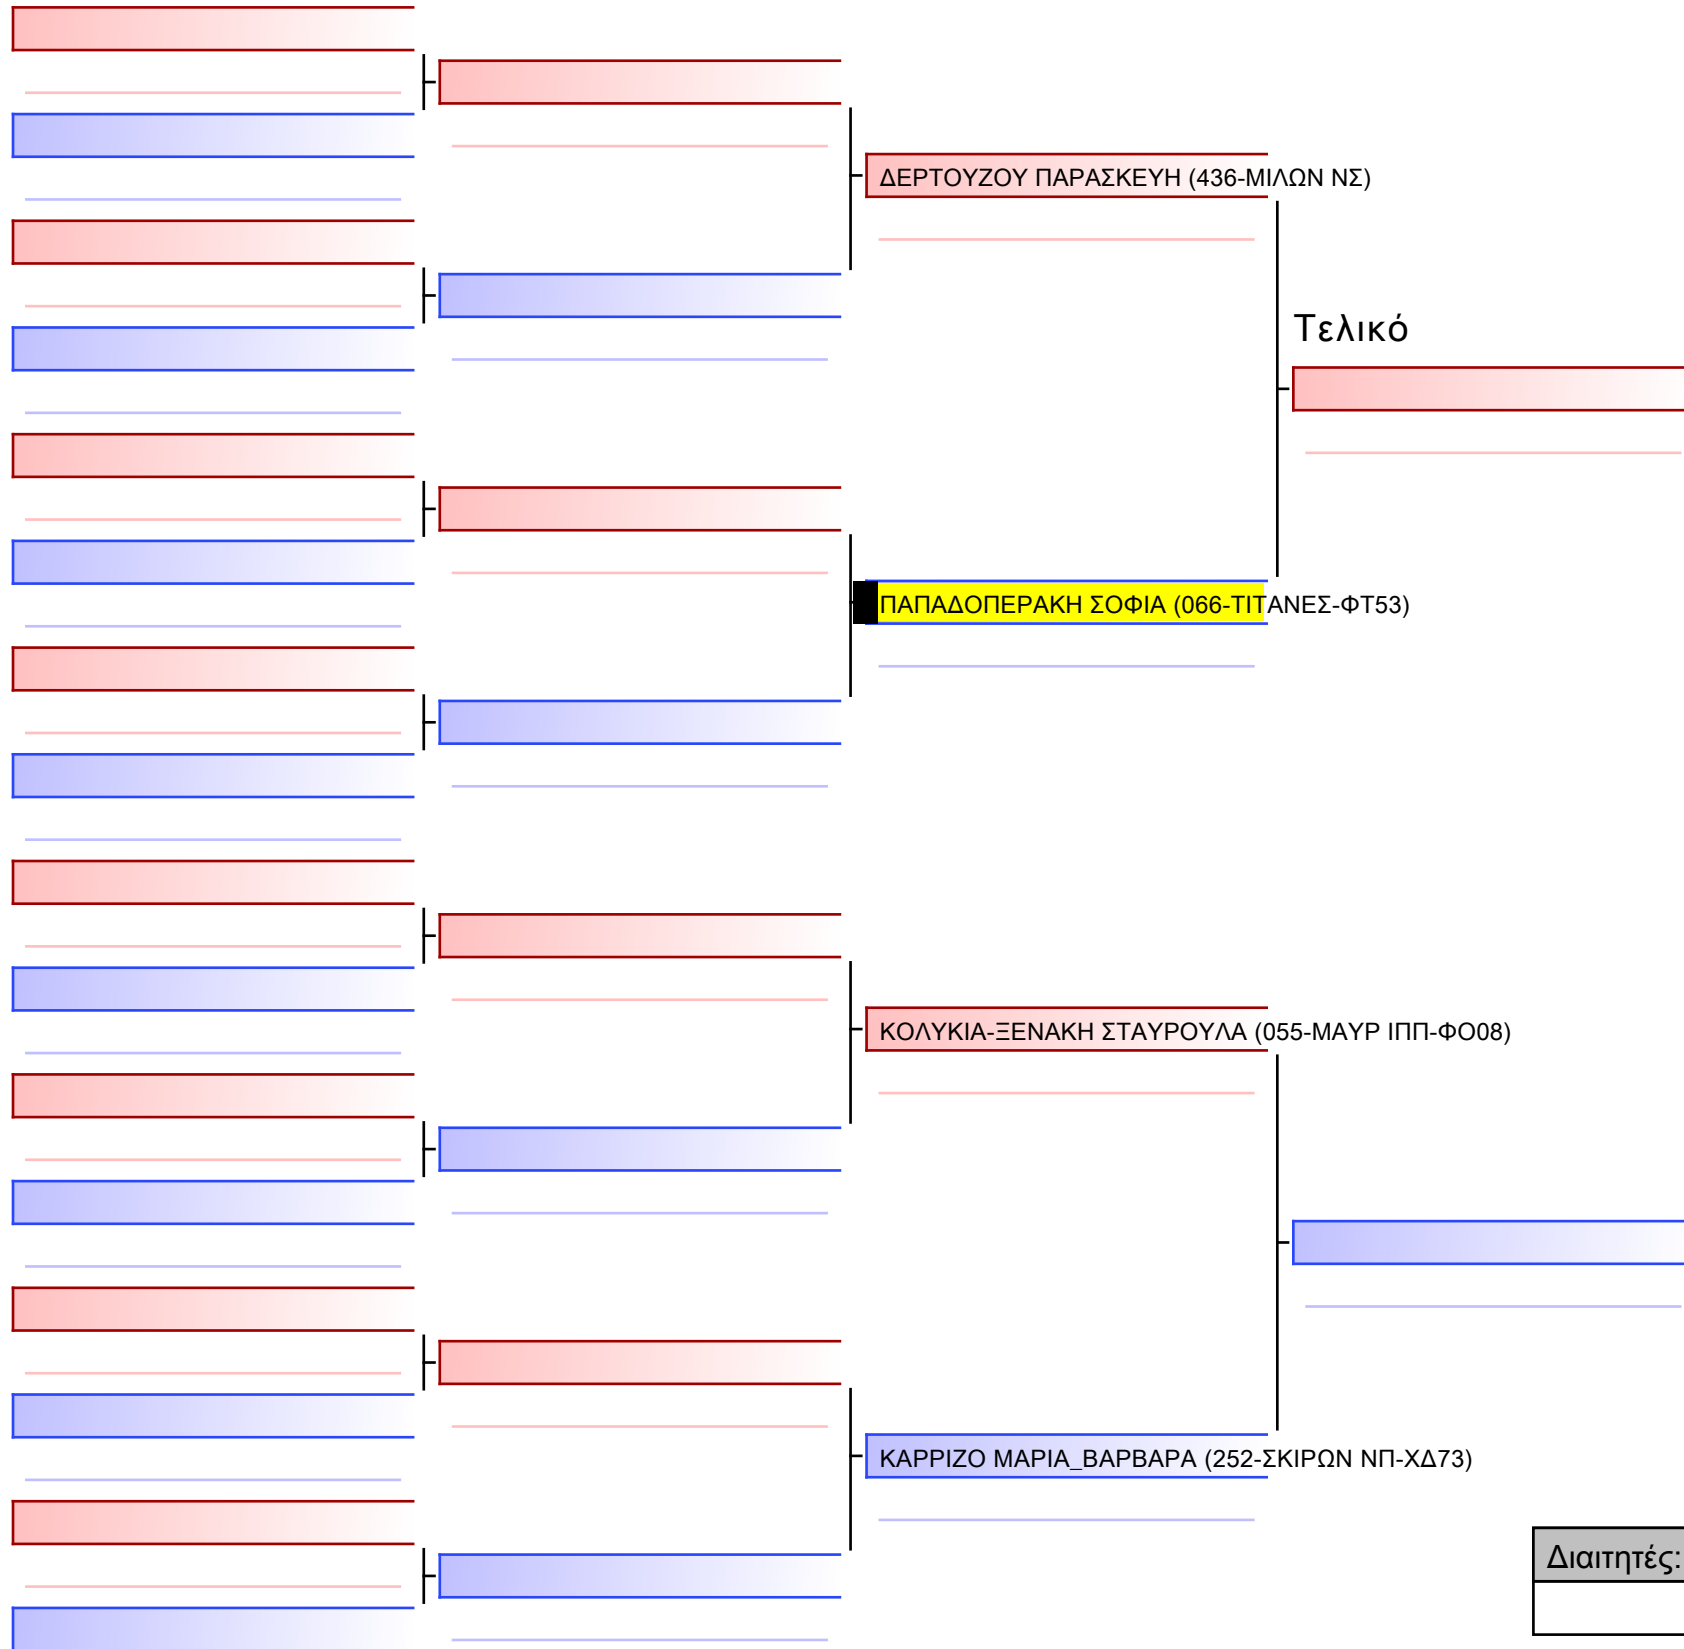 ΔΕΡΤΟΥΖΟΥ ΠΑΡΑΣΚΕΥΗ (436-ΜΙΛΩΝ ΝΣ)
Τελικό
ΠΑΠΑΔΟΠΕΡΑΚΗ ΣΟΦΙΑ (066-ΤΙΤΑΝΕΣ-ΦΤ53)
ΚΟΛΥΚΙΑ-ΞΕΝΑΚΗ ΣΤΑΥΡΟΥΛΑ (055-ΜΑΥΡ ΙΠΠ-ΦΟ08)
ΚΑΡΡΙΖΟ ΜΑΡΙΑ_ΒΑΡΒΑΡΑ (252-ΣΚΙΡΩΝ ΝΠ-ΧΔ73)
Διαιτητές: